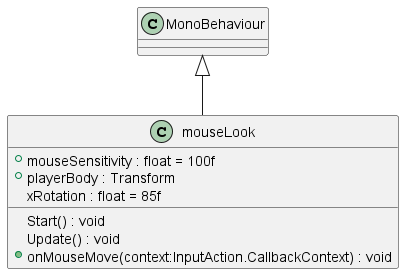 C MonoBehaviour
C mouseLook
mouseSensitivity : float = 100f
playerBody : Transform
xRotation : float = 85f
Start() : void
Update() : void
onMouseMove(context:InputAction.CallbackContext) : void